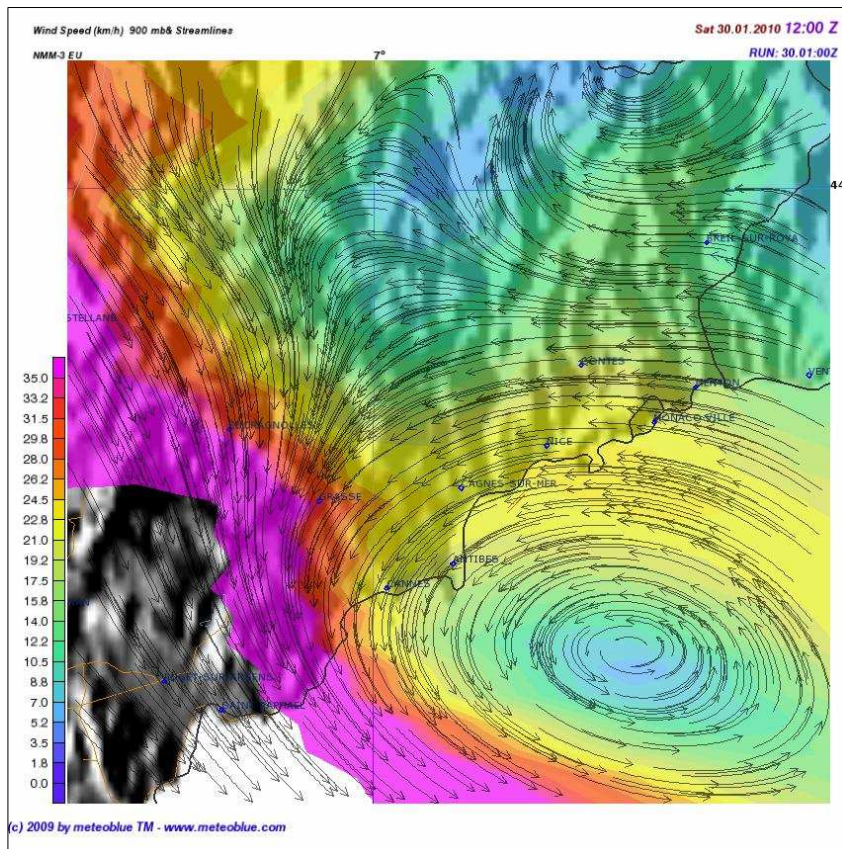 Wind Speed (km/h) 900 mb& Streamlines
Sat 30.01.2010 12:00 Z
NMM-3 EU
7°
RUN: 30.01:00Z
44
BREIL-SUR-ROYA
STELLANE
CONTES
VENT
MENTON
MONACO-VILLE
NICE
AGNES-SUR-MER
GRASSE
ANTIBES
CANNES
35.0
33.2
31.5
29.8
28.0
26.2
24.5
22.8
21.0
19.2
17.5
15.8
14.0
12.2
10.5
8.8
7.0
5.2
3.5
1.8
0.0
(c) 2009 by meteoblue TM - www.meteoblue.com